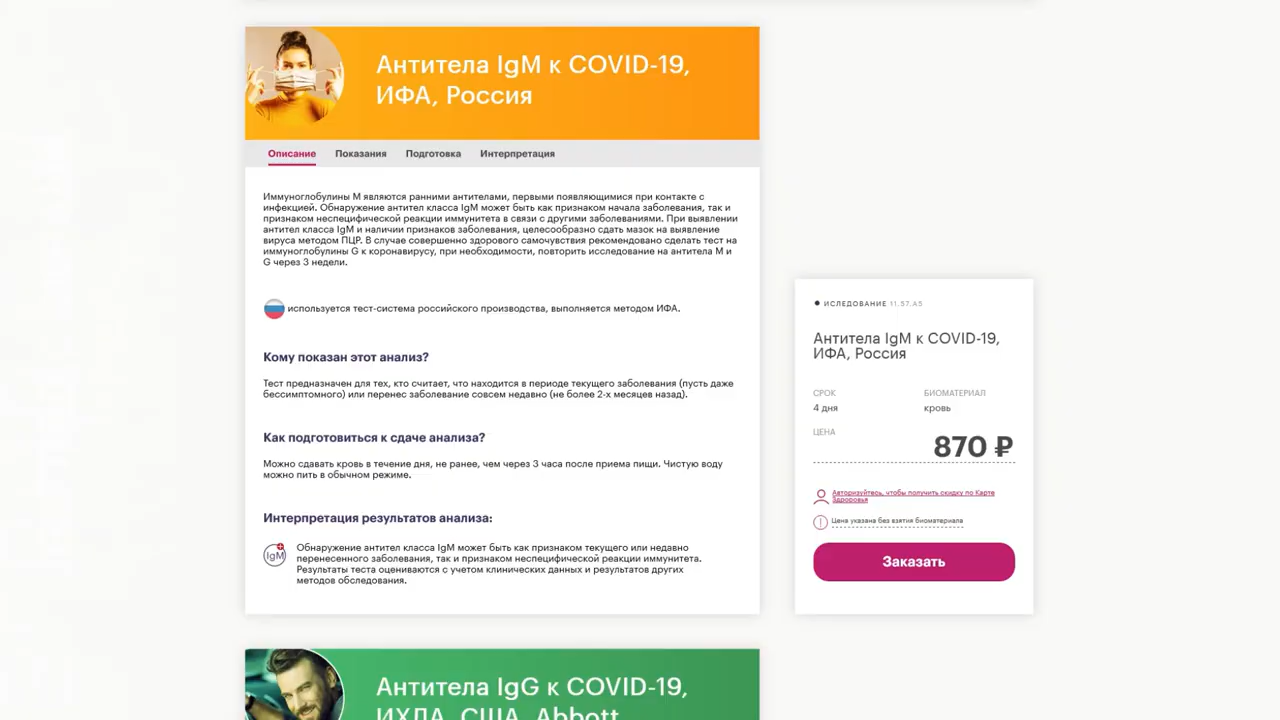 Антитела IgM к COVID-19,
ИФА, Россия
Описание Показания Подготовка Интерпретация
Иммуноглобулины М являются ранними антителами, первыми появляющимися при контакте с
инфекцией. Обнаружение антител класса IgM может быть как признаком начала заболевания, так и
признаком неспецифической реакции иммунитета в связи с другими заболеваниями. При выявлении
антител класса IgM и наличии признаков заболевания, целесообразно сдать мазок на выявление
вируса методом ПЦР. В случае совершенно здорового самочувствия рекомендовано сделать тест на
иммуноглобулины G к коронавирусу, при необходимости, повторить исследование на антитела М и
G через 3 недели.
используется тест-система российского производства, выполняется методом ИФА.
Кому показан этот анализ?
Тест предназначен для тех, кто считает, что находится в периоде текущего заболевания (пусть даже
бессимптомного) или перенес заболевание совсем недавно (не более 2-х месяцев назад).
Как подготовиться к сдаче анализа?
Можно сдавать кровь в течение дня, не ранее, чем через 3 часа после приема пищи. Чистую воду
можно пить в обычном режиме.
Интерпретация результатов анализа:
IgM
Обнаружение антител класса IgM может быть как признаком текущего или недавно
перенесенного заболевания, так и признаком неспецифической реакции иммунитета.
Результаты теста оцениваются с учетом клинических данных и результатов других
методов обследования.
ИСЛЕДОВАНИЕ 11.57.А5
Антитела IgM к COVID-19,
ИФА, Россия
СРОК БИОМАТЕРИАЛ
4 дня кровь
ЦЕНА
870 ₽
Авторизуйтесь, чтобы получить скидку по Карте
Здоровья
Цена указана без взятия биоматериала
Заказать
Антитела IgG к COVID-19,
ИХЛА, США, Abbott